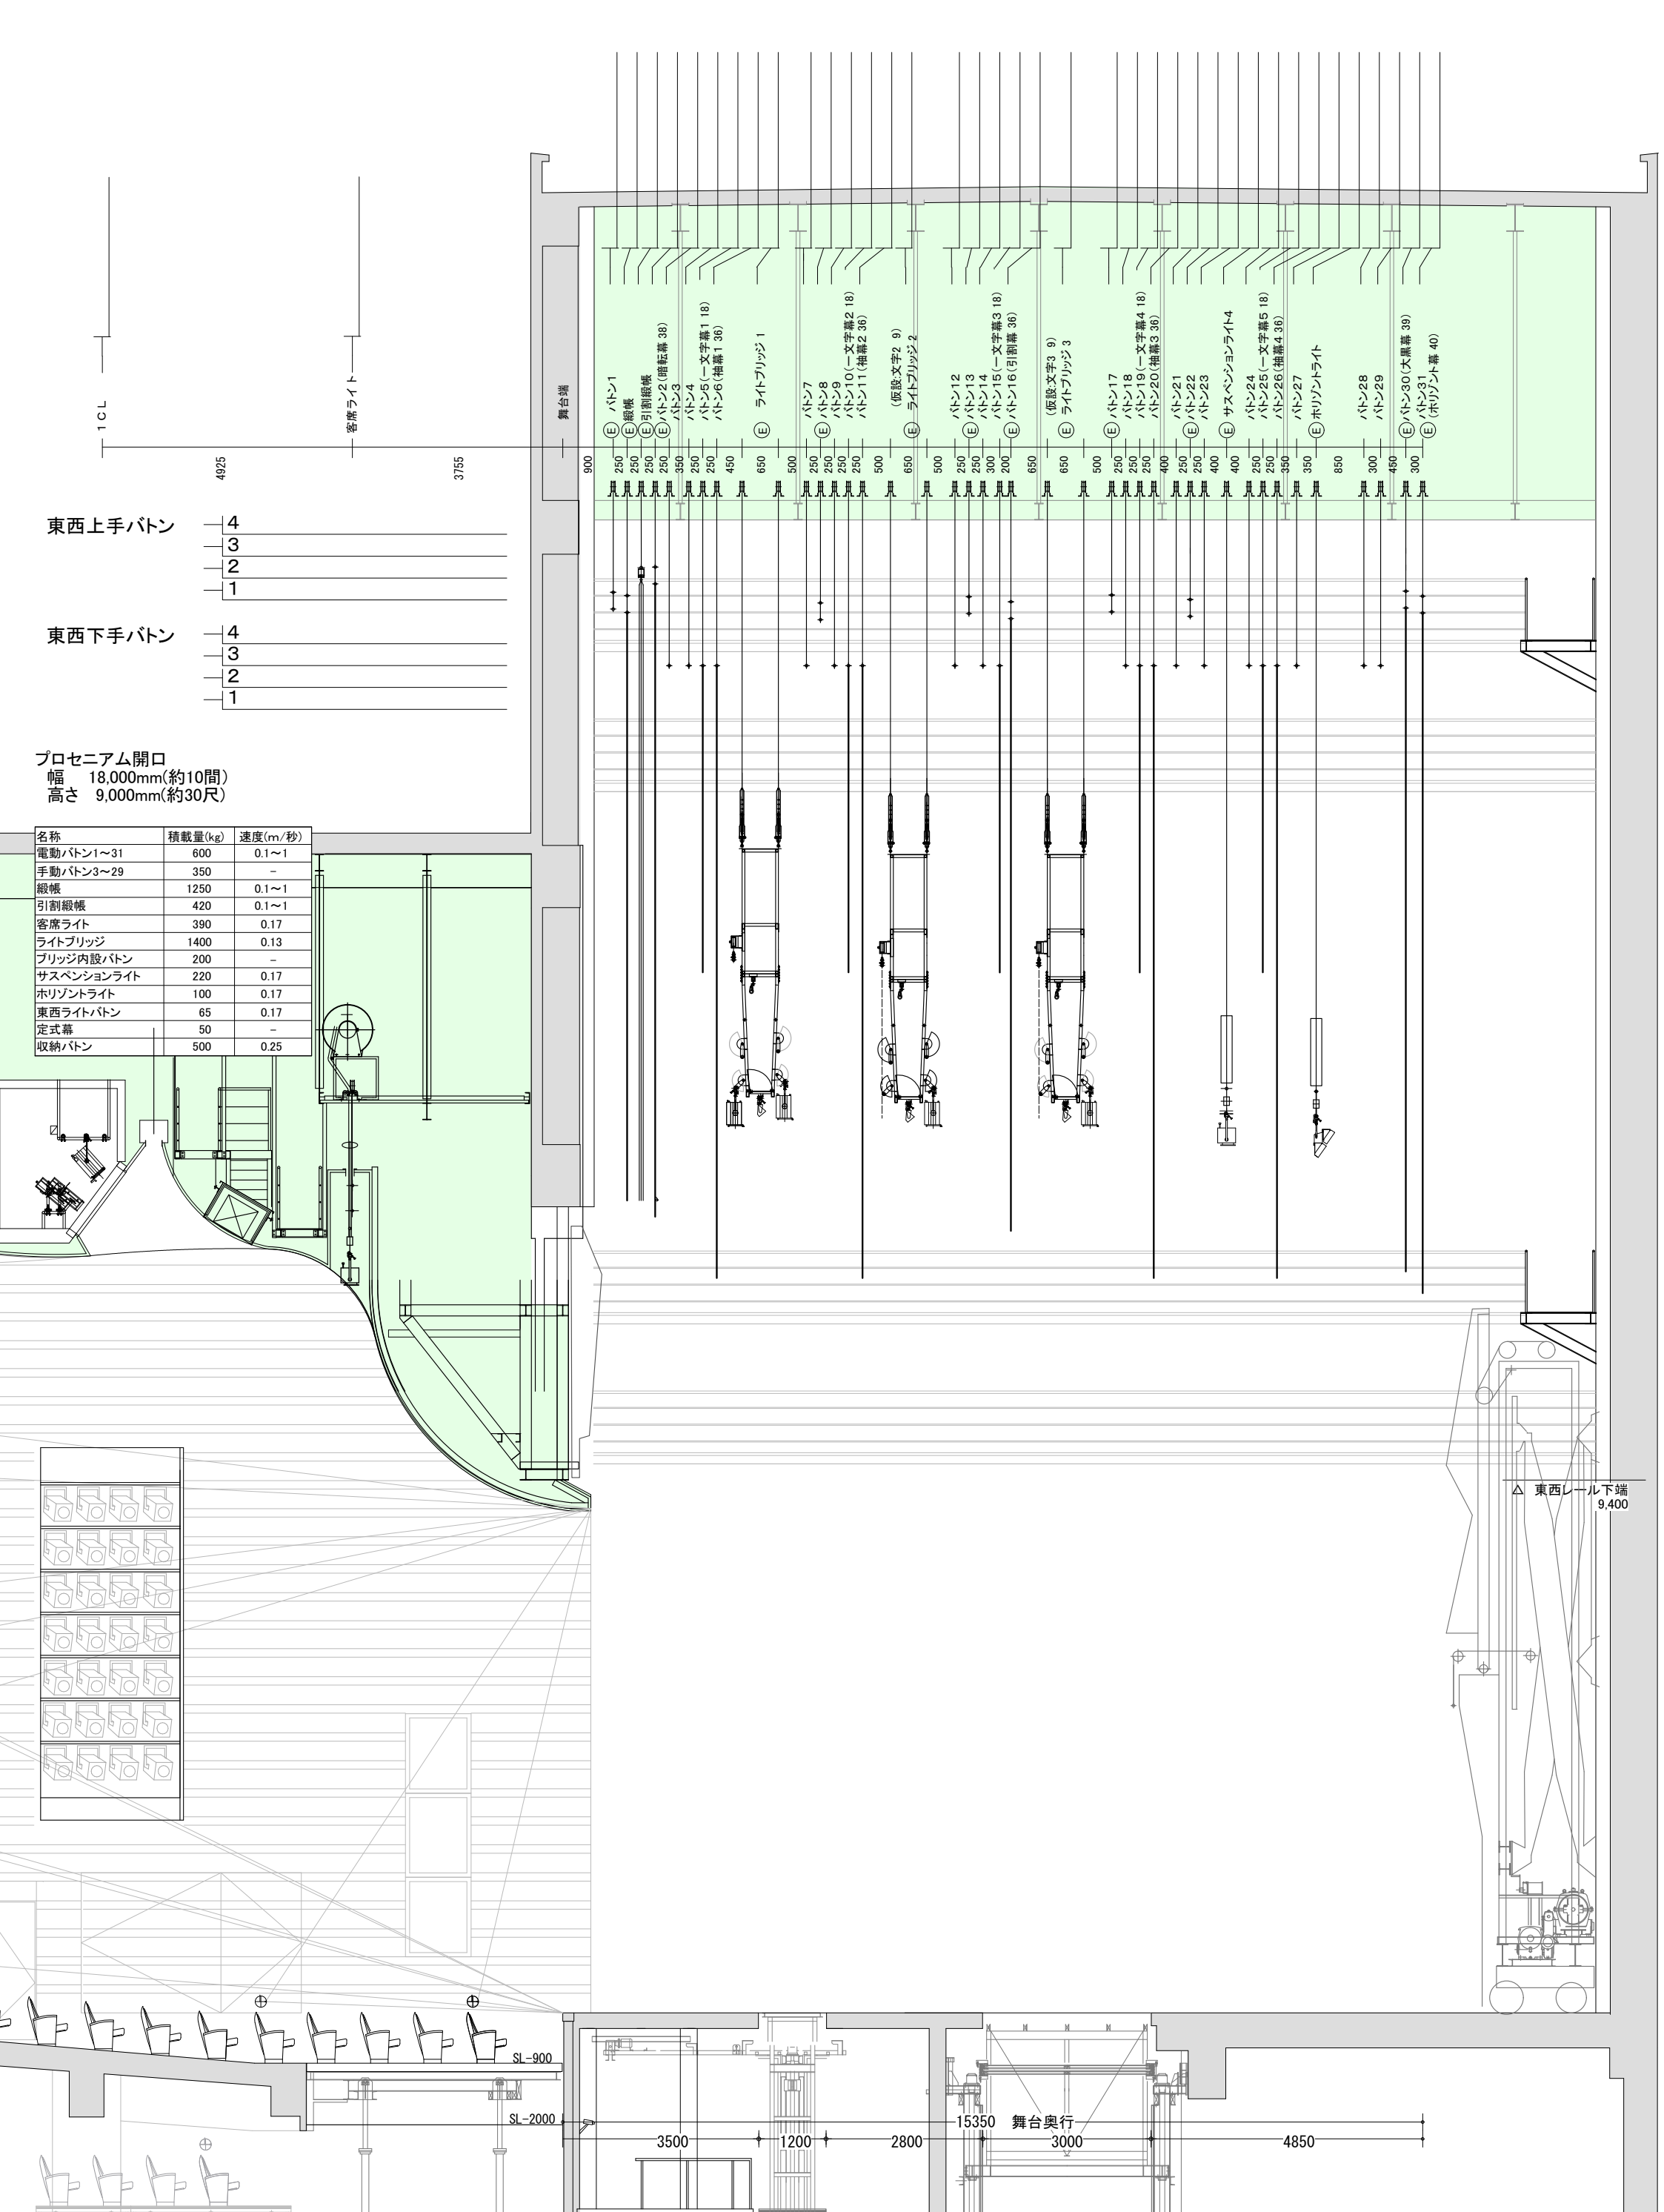 1ＣＬ
客席ライト
舞台端
Ｅ バトン1
Ｅ 緞帳
Ｅ 引割緞帳
Ｅ バトン2（暗転幕 38）
バトン3
バトン4
バトン5（一文字幕1 18）
バトン6（袖幕1 36）
Ｅ ライトブリッジ 1
バトン7
Ｅ バトン8
バトン9
バトン10（一文字幕2 18）
バトン11（袖幕2 36）
（仮設:文字2 9）
Ｅ ライトブリッジ 2
バトン12
Ｅ バトン13
バトン14
バトン15（一文字幕3 18）
Ｅ バトン16（引割幕 36）
（仮設:文字3 9）
Ｅ ライトブリッジ 3
Ｅ バトン17
バトン18
バトン19（一文字幕4 18）
バトン20（袖幕3 36）
バトン21
Ｅ バトン22
バトン23
Ｅ サスペンションライト4
バトン24
バトン25（一文字幕5 18）
バトン26（袖幕4 36）
バトン27
Ｅ ホリゾントライト
バトン28
バトン29
Ｅ バトン30（大黒幕 39）
Ｅ バトン31
（ホリゾント幕 40）
4925 3755 900 250 250 250 250 350 250 250 450 650 500 250 250 250 250 500 650 500 250 250 300 200 650 650 500 250 250 250 400 250 250 400 400 250 250 350 350 850 300 450 300
東西上手バトン
4
3
2
1
東西下手バトン
4
3
2
1
プロセニアム開口
幅 18,000mm(約10間)
高さ 9,000mm(約30尺)
名称 積載量(kg) 速度(m/秒)
電動バトン1～31 600 0.1～1
手動バトン3～29 350 －
緞帳 1250 0.1～1
引割緞帳 420 0.1～1
客席ライト 390 0.17
ライトブリッジ 1400 0.13
ブリッジ内設バトン 200 －
サスペンションライト 220 0.17
ホリゾントライト 100 0.17
東西ライトバトン 65 0.17
定式幕 50 －
収納バトン 500 0.25
△ 東西レール下端
9,400
SL-900
SL-2000
15350 舞台奥行
3500 1200 2800 3000 4850